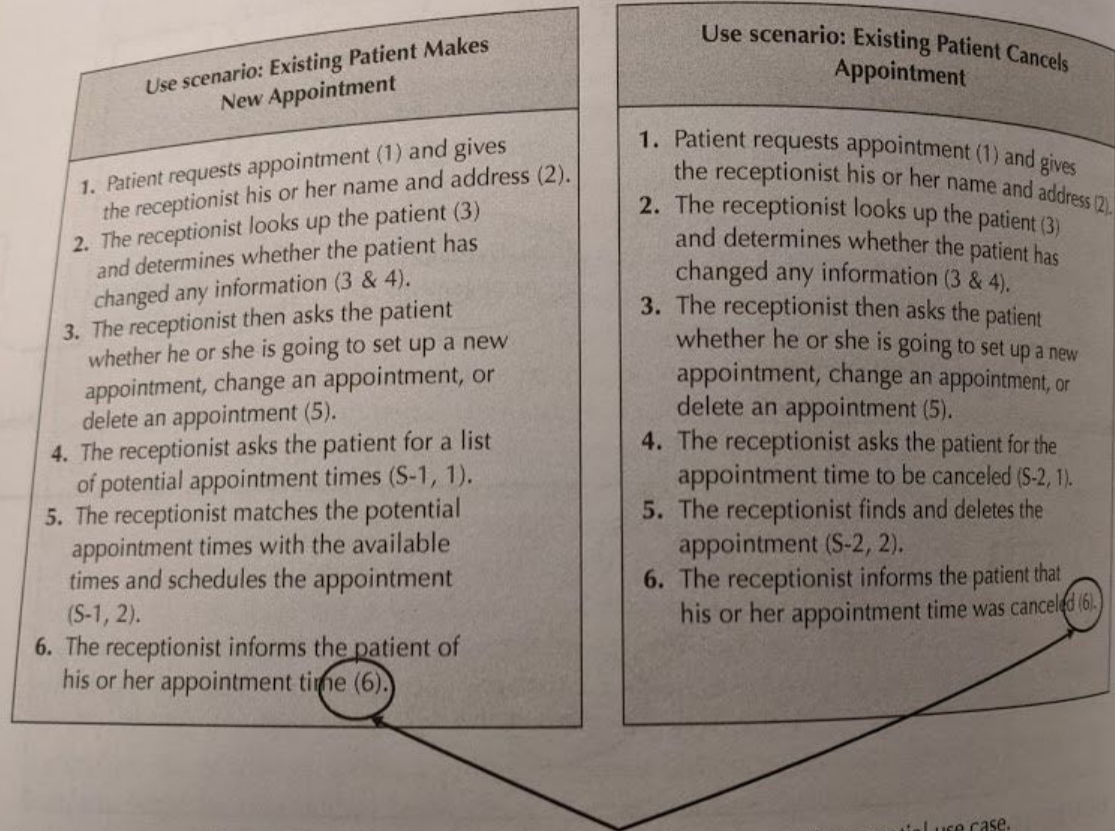 Use scenario: Existing Patient Makes
New Appointment
1. Patient requests appointment (1) and gives
the receptionist his or her name and address (2).
2. The receptionist looks up the patient (3)
and determines whether the patient has
changed any information (3 & 4).
3. The receptionist then asks the patient
whether he or she is going to set up a new
appointment, change an appointment, or
delete an appointment (5).
4. The receptionist asks the patient for a list
of potential appointment times (S-1, 1).
5. The receptionist matches the potential
appointment times with the available
times and schedules the appointment
(S-1, 2).
6. The receptionist informs the patient of
his or her appointment time (6).
Use scenario: Existing Patient Cancels
Appointment
1. Patient requests appointment (1) and gives
the receptionist his or her name and address (2).
2. The receptionist looks up the patient (3)
and determines whether the patient has
changed any information (3 & 4).
3. The receptionist then asks the patient
whether he or she is going to set up a new
appointment, change an appointment, or
delete an appointment (5).
4. The receptionist asks the patient for the
appointment time to be canceled (S-2, 1).
5. The receptionist finds and deletes the
appointment (S-2, 2).
6. The receptionist informs the patient that
his or her appointment time was canceled (6).
use case.